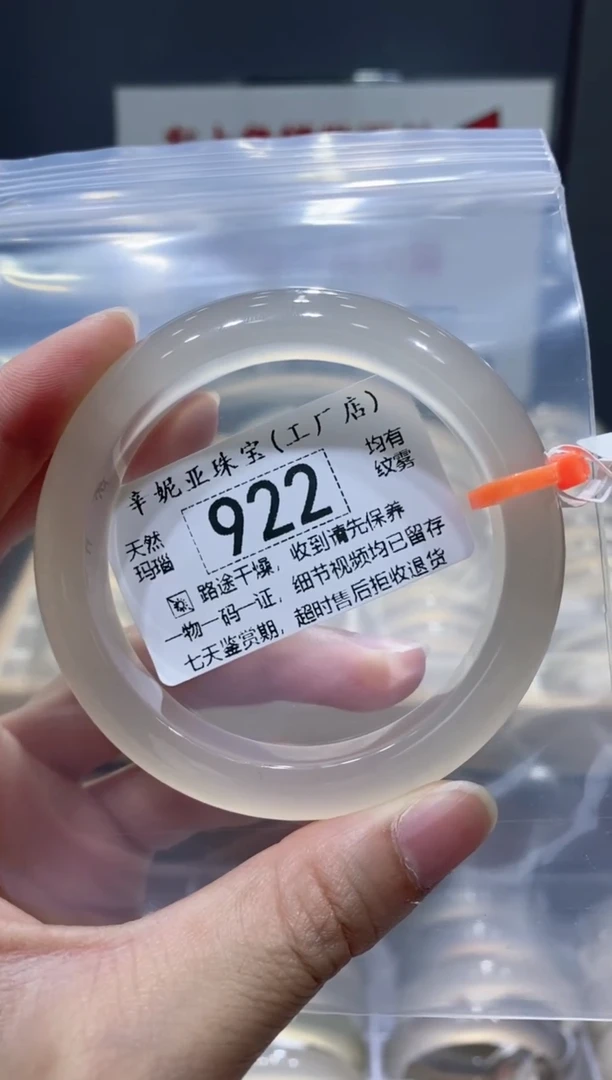 辛妮亚珠宝(工厂店)
天然
玛瑙
922
均有
纹雾
路途干燥，收到请先保养
一物一码一证，细节视频均已留存
七天鉴赏期，超时售后拒收退货